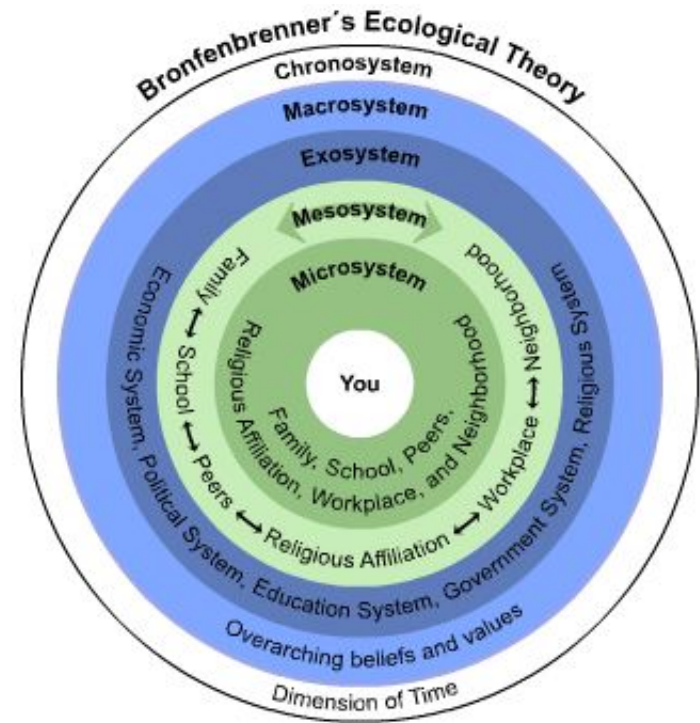 Bronfenbrenner´s Ecological Theory
Chronosystem
Macrosystem
Exosystem
Mesosystem
Microsystem
You
Family, School, Peers,
Religious Affiliation, Workplace, and Neighborhood
Family ↔ School ↔ Peers ↔ Religious Affiliation ↔ Workplace ↔ Neighborhood
Economic System, Political System, Education System, Government System, Religious System
Overarching beliefs and values
Dimension of Time